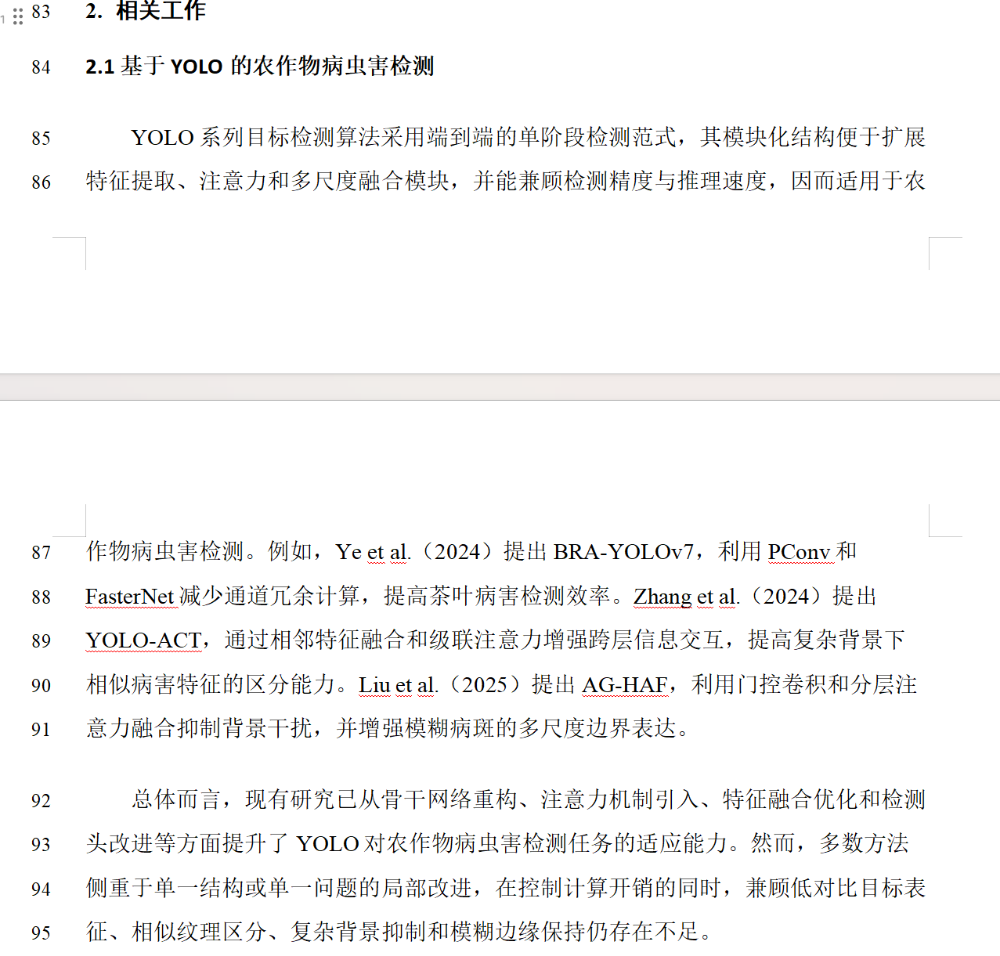 1 83 2. 相关工作
84 2.1 基于 YOLO 的农作物病虫害检测
85 YOLO 系列目标检测算法采用端到端的单阶段检测范式，其模块化结构便于扩展
86 特征提取、注意力和多尺度融合模块，并能兼顾检测精度与推理速度，因而适用于农
87 作物病虫害检测。例如，Ye et al.（2024）提出 BRA-YOLOv7，利用 PConv 和
88 FasterNet 减少通道冗余计算，提高茶叶病害检测效率。Zhang et al.（2024）提出
89 YOLO-ACT，通过相邻特征融合和级联注意力增强跨层信息交互，提高复杂背景下
90 相似病害特征的区分能力。Liu et al.（2025）提出 AG-HAF，利用门控卷积和分层注
91 意力融合抑制背景干扰，并增强模糊病斑的多尺度边界表达。
92 总体而言，现有研究已从骨干网络重构、注意力机制引入、特征融合优化和检测
93 头改进等方面提升了 YOLO 对农作物病虫害检测任务的适应能力。然而，多数方法
94 侧重于单一结构或单一问题的局部改进，在控制计算开销的同时，兼顾低对比目标表
95 征、相似纹理区分、复杂背景抑制和模糊边缘保持仍存在不足。